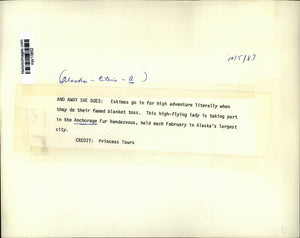 (Alaska - Cities - A)
AND AWAY SHE GOES: Eskimos go in for high adventure literally when
they do their famed blanket toss. This high-flying lady is taking part
in the Anchorage Fur Rendezvous, held each February in Alaska's largest
city.
CREDIT: Princess Tours